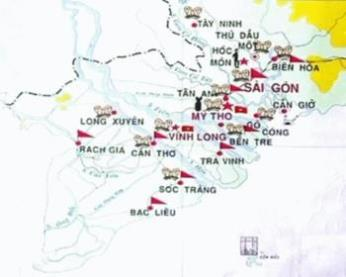 TÂY NINH
THỦ DẦU
MỘT
HÓC
MÔN
BIÊN HÒA
SÀI GÒN
TÂN AN
CẦN GIỜ
LONG XUYÊN
MỸ THO
GÒ
CÔNG
VĨNH LONG
BẾN TRE
RẠCH GIÁ
CẦN THƠ
TRÀ VINH
SÓC TRĂNG
BẠC LIÊU